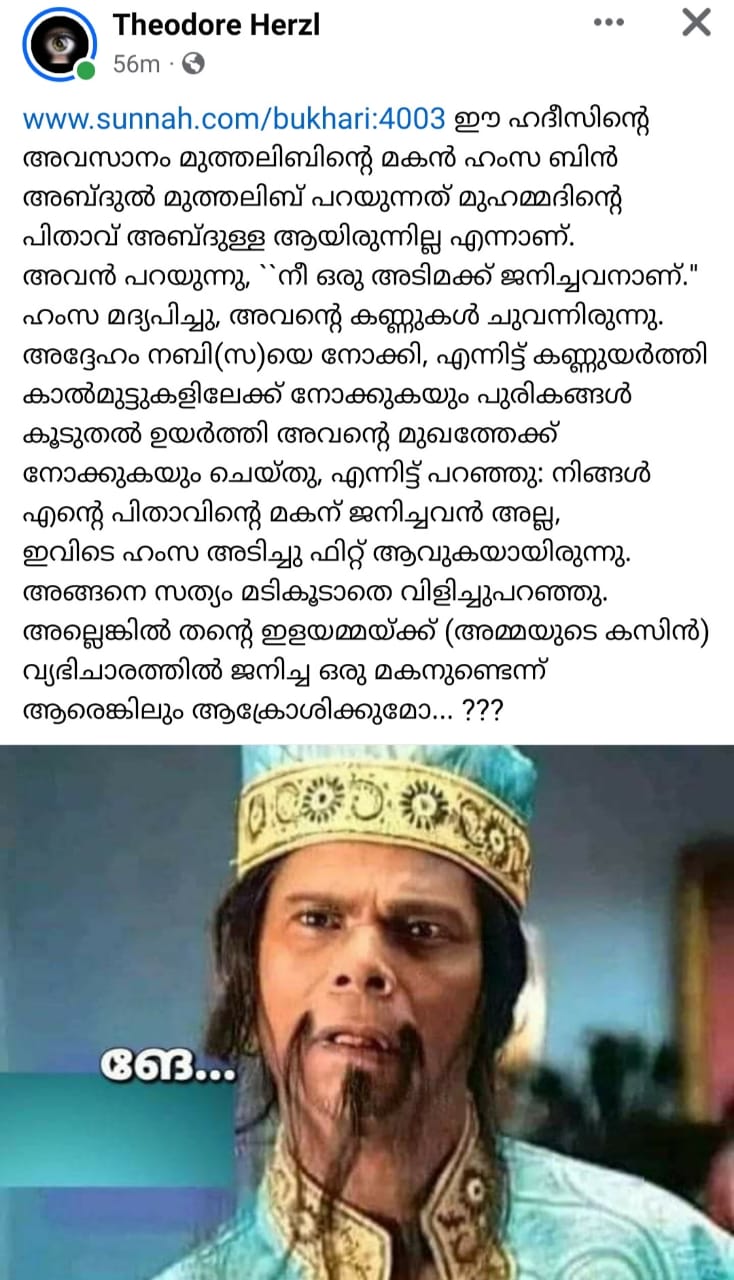 Theodore Herzl
56m ·
www.sunnah.com/bukhari:4003 ഈ ഹദീസിന്റെ
അവസാനം മുത്തലിബിന്റെ മകൻ ഹംസ ബിൻ
അബ്ദുൽ മുത്തലിബ് പറയുന്നത് മുഹമ്മദിന്റെ
പിതാവ് അബ്ദുള്ള ആയിരുന്നില്ല എന്നാണ്.
അവൻ പറയുന്നു, ``നീ ഒരു അടിമക്ക് ജനിച്ചവനാണ്."
ഹംസ മദ്യപിച്ചു, അവന്റെ കണ്ണുകൾ ചുവന്നിരുന്നു.
അദ്ദേഹം നബി(സ)യെ നോക്കി, എന്നിട്ട് കണ്ണുയർത്തി
കാൽമുട്ടുകളിലേക്ക് നോക്കുകയും പുരികങ്ങൾ
കൂടുതൽ ഉയർത്തി അവന്റെ മുഖത്തേക്ക്
നോക്കുകയും ചെയ്തു, എന്നിട്ട് പറഞ്ഞു: നിങ്ങൾ
എന്റെ പിതാവിന്റെ മകന് ജനിച്ചവൻ അല്ല,
ഇവിടെ ഹംസ അടിച്ചു ഫിറ്റ് ആവുകയായിരുന്നു.
അങ്ങനെ സത്യം മടികൂടാതെ വിളിച്ചുപറഞ്ഞു.
അല്ലെങ്കിൽ തന്റെ ഇളയമ്മയ്ക്ക് (അമ്മയുടെ കസിൻ)
വ്യഭിചാരത്തിൽ ജനിച്ച ഒരു മകനുണ്ടെന്ന്
ആരെങ്കിലും ആക്രോശിക്കുമോ... ???
ങേ...